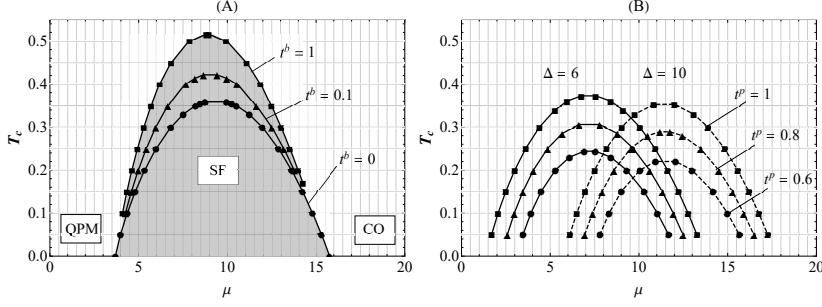 (A)
0.5
0.4
0.3
0.2
0.1
0.0
T_c
t^b = 1
t^b = 0.1
t^b = 0
SF
QPM
CO
0
5
10
15
20
μ
(B)
0.5
0.4
0.3
0.2
0.1
0.0
T_c
Δ = 6
Δ = 10
t^p = 1
t^p = 0.8
t^p = 0.6
0
5
10
15
20
μ